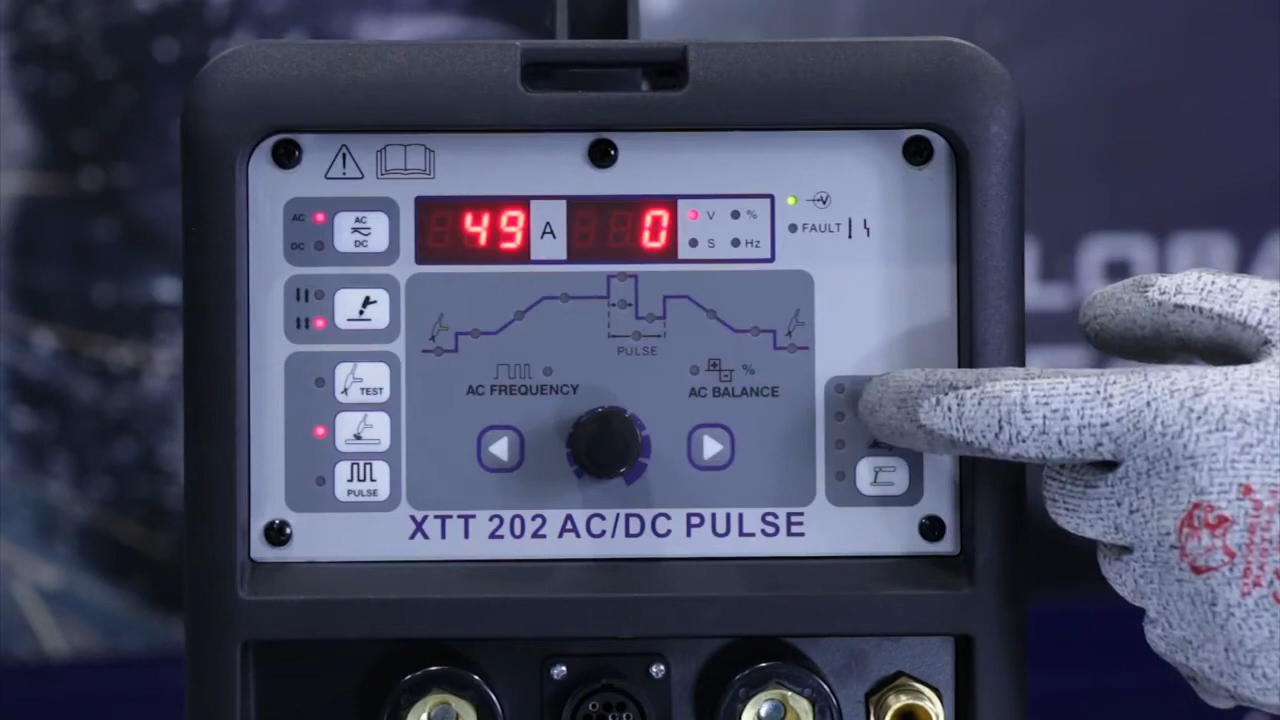 AC
DC
AC
DC
49 A 0
V %
S Hz
V
FAULT
TEST
PULSE
PULSE
AC FREQUENCY
%
AC BALANCE
XTT 202 AC/DC PULSE